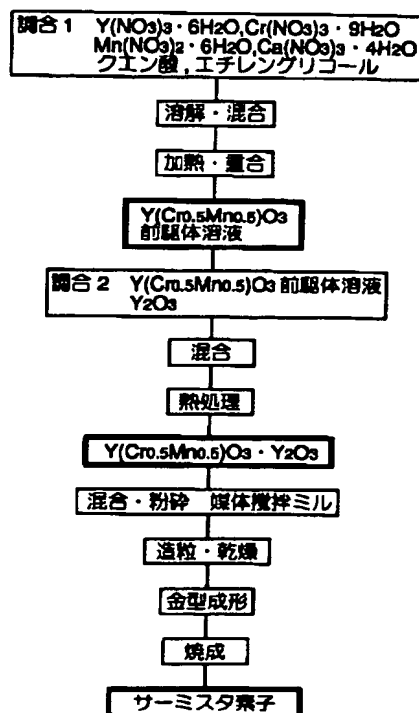 調合1 Y(NO3)3・6H2O,Cr(NO3)3・9H2O
Mn(NO3)2・6H2O,Ca(NO3)3・4H2O
クエン酸,エチレングリコール
溶解・混合
加熱・重合
Y(Cr0.5Mn0.5)O3
前駆体溶液
調合2 Y(Cr0.5Mn0.5)O3 前駆体溶液
Y2O3
混合
熱処理
Y(Cr0.5Mn0.5)O3・Y2O3
混合・粉砕 媒体撹拌ミル
造粒・乾燥
金型成形
焼成
サーミスタ素子